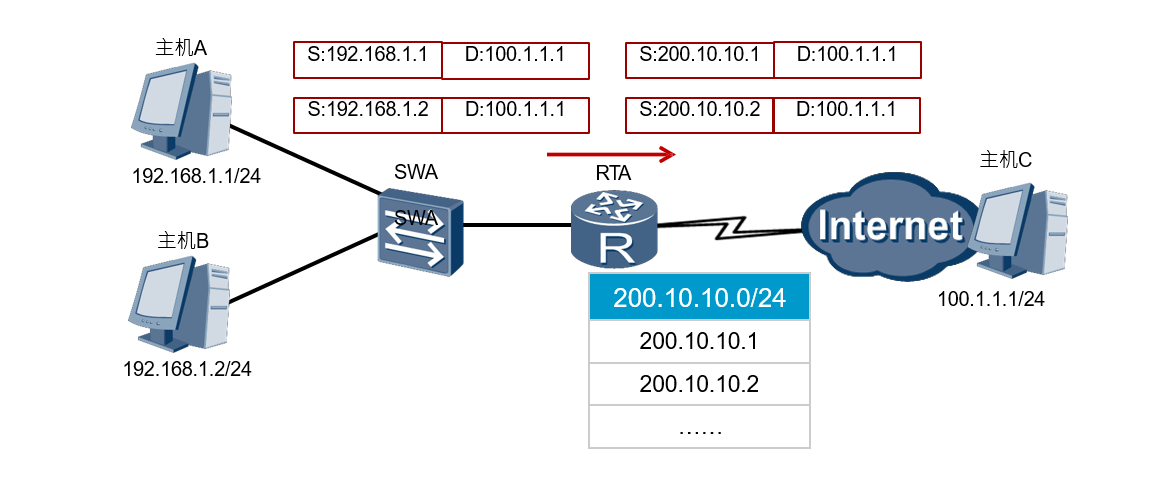 主机A
S:192.168.1.1 D:100.1.1.1 S:200.10.10.1 D:100.1.1.1
S:192.168.1.2 D:100.1.1.1 S:200.10.10.2 D:100.1.1.1
192.168.1.1/24
SWA
RTA
主机C
SWA
Internet
R
主机B
100.1.1.1/24
200.10.10.0/24
200.10.10.1
200.10.10.2
……
192.168.1.2/24